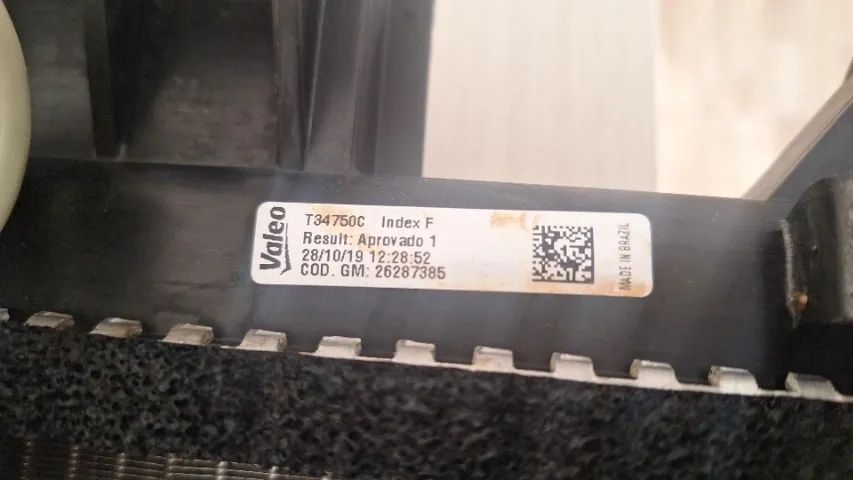 Valeo
T34750C Index F
Result: Aprovado 1
28/10/19 12:28:52
COD. GM: 26287385
MADE IN BRAZIL